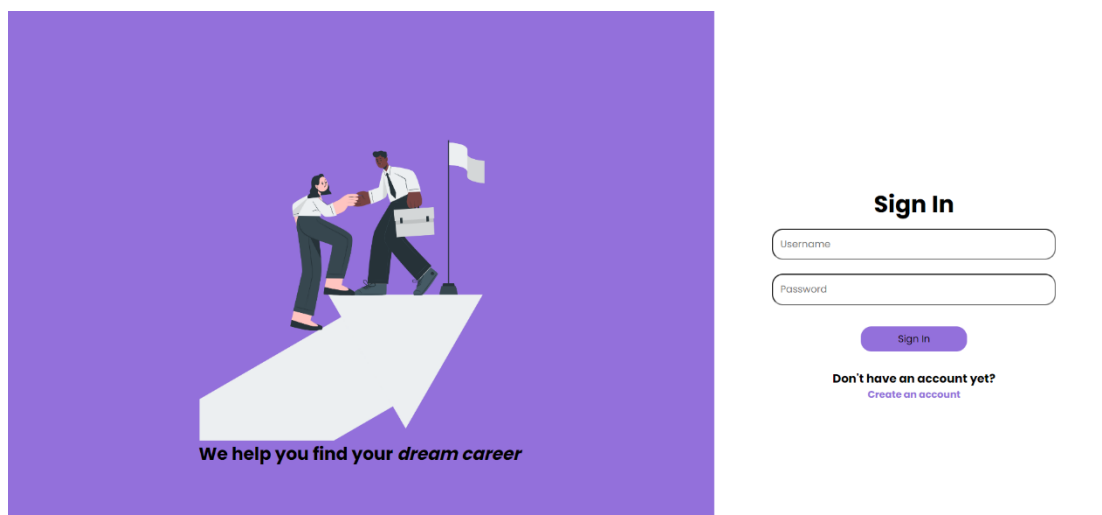 We help you find your dream career
Sign In
Username
Password
Sign In
Don't have an account yet?
Create an account